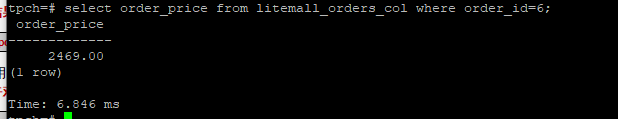 tpch=# select order_price from litemall_orders_col where order_id=6;
order_price
-------------
2469.00
(1 row)
Time: 6.846 ms
tpch=#